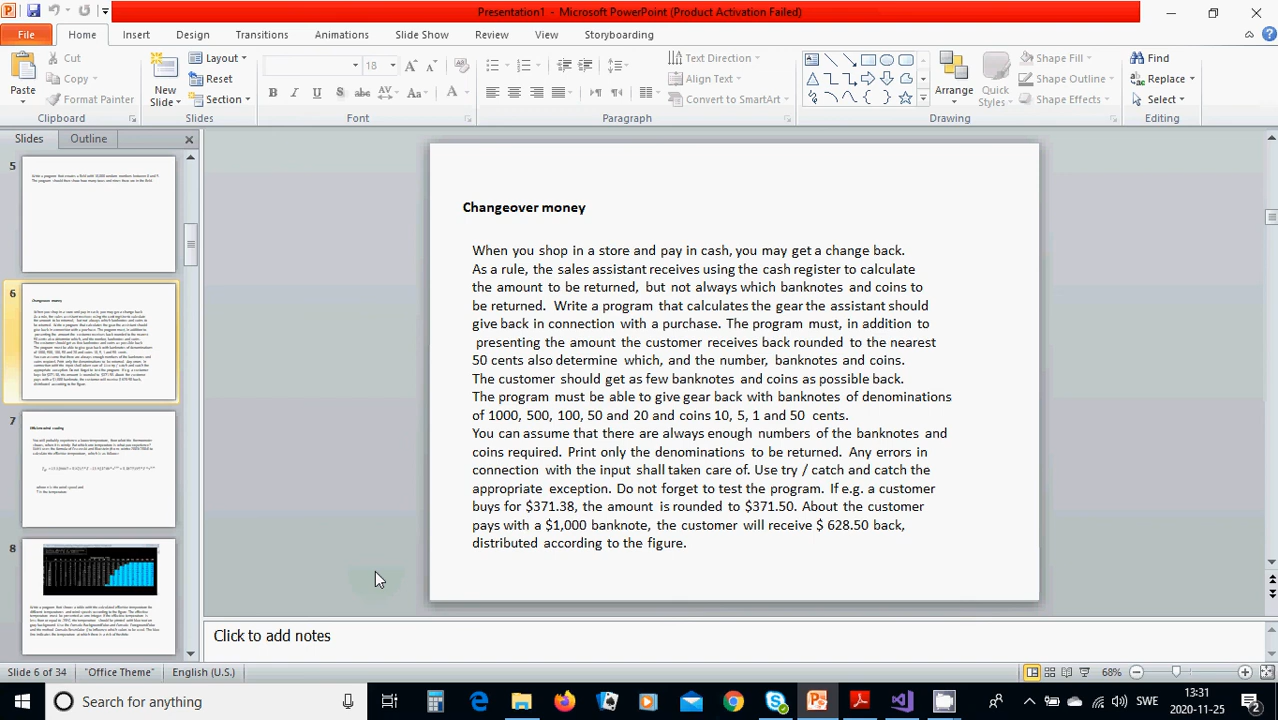 Presentation1 - Microsoft PowerPoint (Product Activation Failed)
File Home Insert Design Transitions Animations Slide Show Review View Storyboarding
Paste
Cut
Copy
Format Painter
Clipboard
New Slide
Layout
Reset
Section
Slides
18
Font
Text Direction
Align Text
Convert to SmartArt
Paragraph
Arrange
Quick Styles
Shape Fill
Shape Outline
Shape Effects
Drawing
Find
Replace
Select
Editing
Slides Outline
5
6
7
8
Changeover money
When you shop in a store and pay in cash, you may get a change back.
As a rule, the sales assistant receives using the cash register to calculate
the amount to be returned, but not always which banknotes and coins to
be returned. Write a program that calculates the gear the assistant should
give back in connection with a purchase. The program must, in addition to
presenting the amount the customer receives back rounded to the nearest
50 cents also determine which, and the number, banknotes and coins.
The customer should get as few banknotes and coins as possible back.
The program must be able to give gear back with banknotes of denominations
of 1000, 500, 100, 50 and 20 and coins 10, 5, 1 and 50 cents.
You can assume that there are always enough numbers of the banknotes and
coins required. Print only the denominations to be returned. Any errors in
connection with the input shall taken care of. Use try / catch and catch the
appropriate exception. Do not forget to test the program. If e.g. a customer
buys for $371.38, the amount is rounded to $371.50. About the customer
pays with a $1,000 banknote, the customer will receive $ 628.50 back,
distributed according to the figure.
Click to add notes
Slide 6 of 34 "Office Theme" English (U.S.) 68%
Search for anything
SWE
13:31
2020-11-25
2